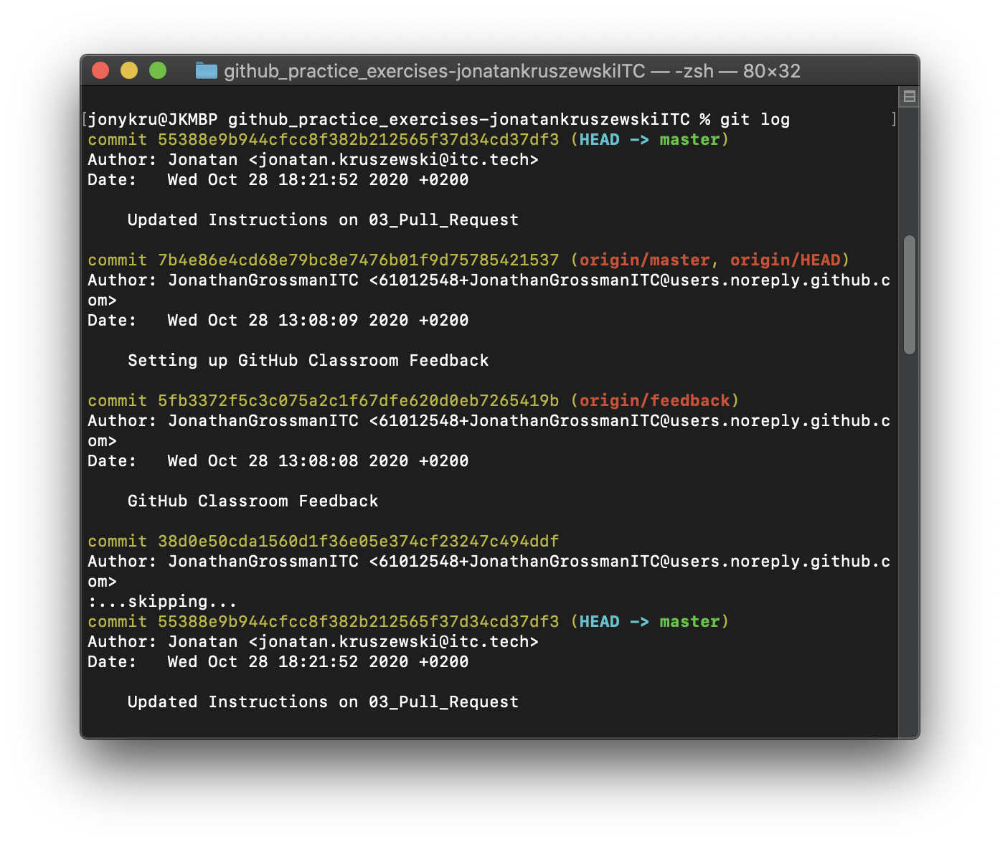 github_practice_exercises-jonatankruszewskiITC — -zsh — 80×32
[jonykru@JKMBP github_practice_exercises-jonatankruszewskiITC % git log ]
commit 55388e9b944cfcc8f382b212565f37d34cd37df3 (HEAD -> master)
Author: Jonatan <jonatan.kruszewski@itc.tech>
Date:   Wed Oct 28 18:21:52 2020 +0200
    Updated Instructions on 03_Pull_Request
commit 7b4e86e4cd68e79bc8e7476b01f9d75785421537 (origin/master, origin/HEAD)
Author: JonathanGrossmanITC <61012548+JonathanGrossmanITC@users.noreply.github.c
om>
Date:   Wed Oct 28 13:08:09 2020 +0200
    Setting up GitHub Classroom Feedback
commit 5fb3372f5c3c075a2c1f67dfe620d0eb7265419b (origin/feedback)
Author: JonathanGrossmanITC <61012548+JonathanGrossmanITC@users.noreply.github.c
om>
Date:   Wed Oct 28 13:08:08 2020 +0200
    GitHub Classroom Feedback
commit 38d0e50cda1560d1f36e05e374cf23247c494ddf
Author: JonathanGrossmanITC <61012548+JonathanGrossmanITC@users.noreply.github.c
om>
:...skipping...
commit 55388e9b944cfcc8f382b212565f37d34cd37df3 (HEAD -> master)
Author: Jonatan <jonatan.kruszewski@itc.tech>
Date:   Wed Oct 28 18:21:52 2020 +0200
    Updated Instructions on 03_Pull_Request